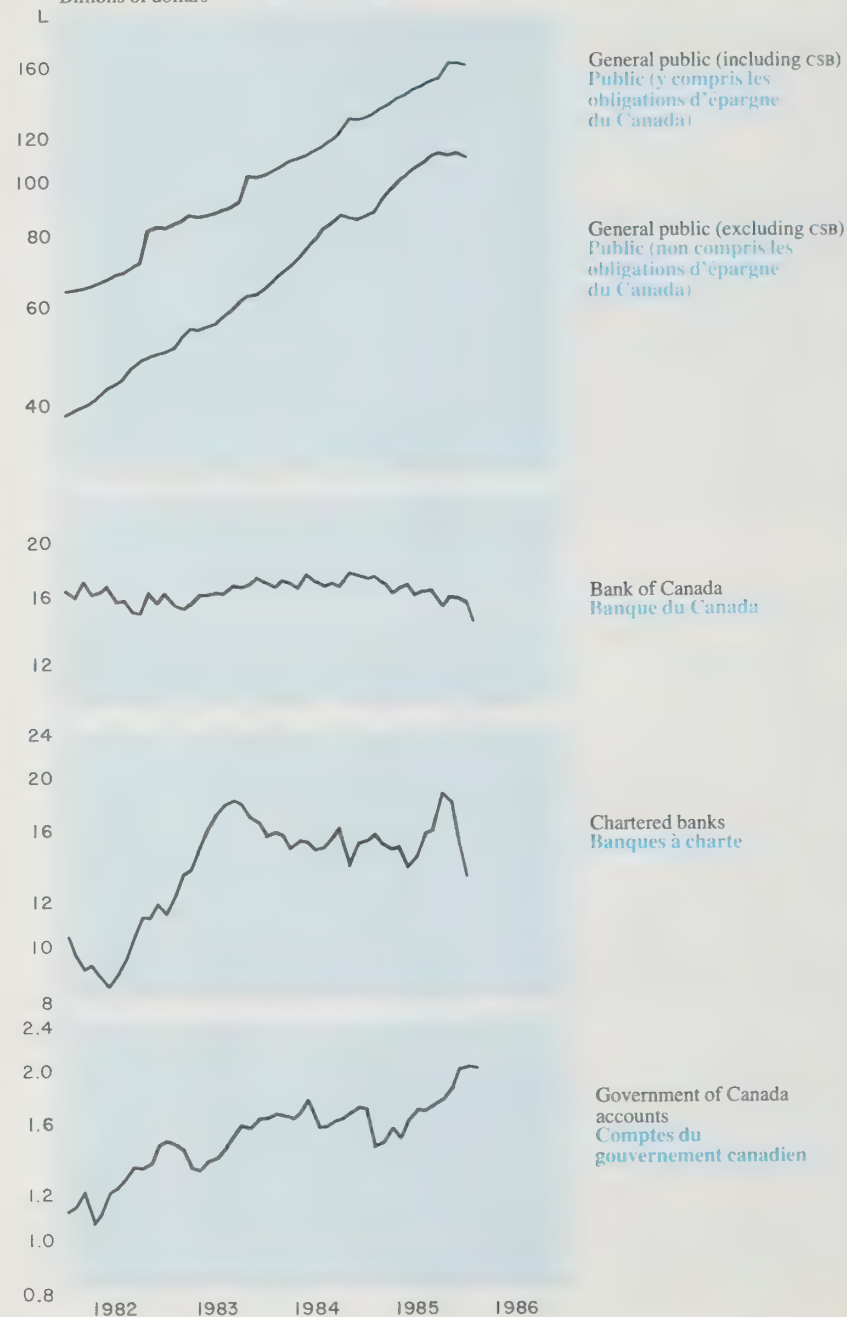 Billions of dollars
L
160
140
120
100
80
60
40
General public (including CSB)
Public (y compris les
obligations d'épargne
du Canada)
General public (excluding CSB)
Public (non compris les
obligations d'épargne
du Canada)
20
16
12
Bank of Canada
Banque du Canada
24
20
16
12
10
8
Chartered banks
Banques à charte
2.4
2.0
1.6
1.2
1.0
0.8
Government of Canada
accounts
Comptes du
gouvernement canadien
1982 1983 1984 1985 1986